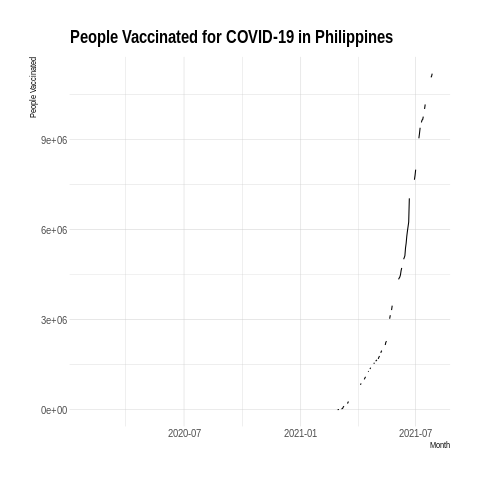 People Vaccinated for COVID-19 in Philippines
People Vaccinated
9e+06
6e+06
3e+06
0e+00
2020-07
2021-01
2021-07
Month